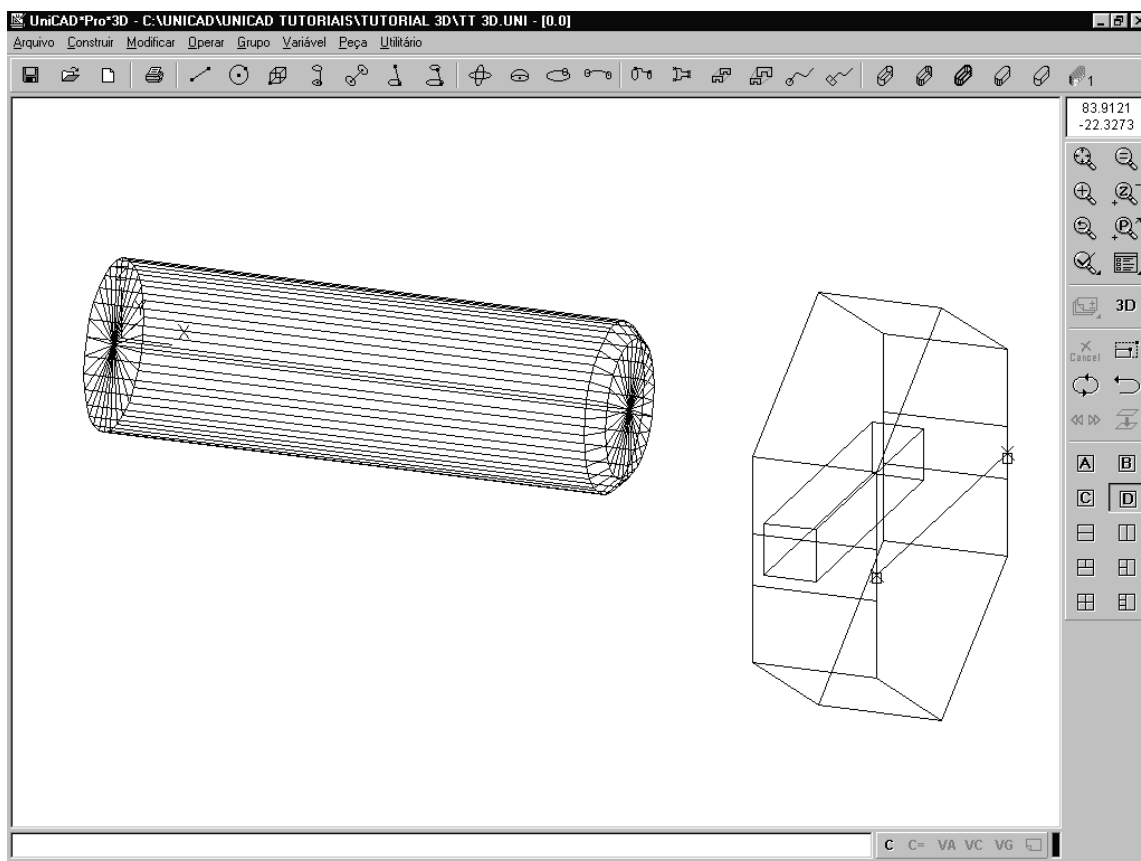 UniCAD*Pro*3D - C:\UNICAD\UNICAD TUTORIAIS\TUTORIAL 3D\TT 3D.UNI - [0.0]
Arquivo Construir Modificar Operar Grupo Variável Peça Utilitário
1
83.9121
-22.3273
Z
P
3D
Cancel
A B
C D
C C= VA VC VG